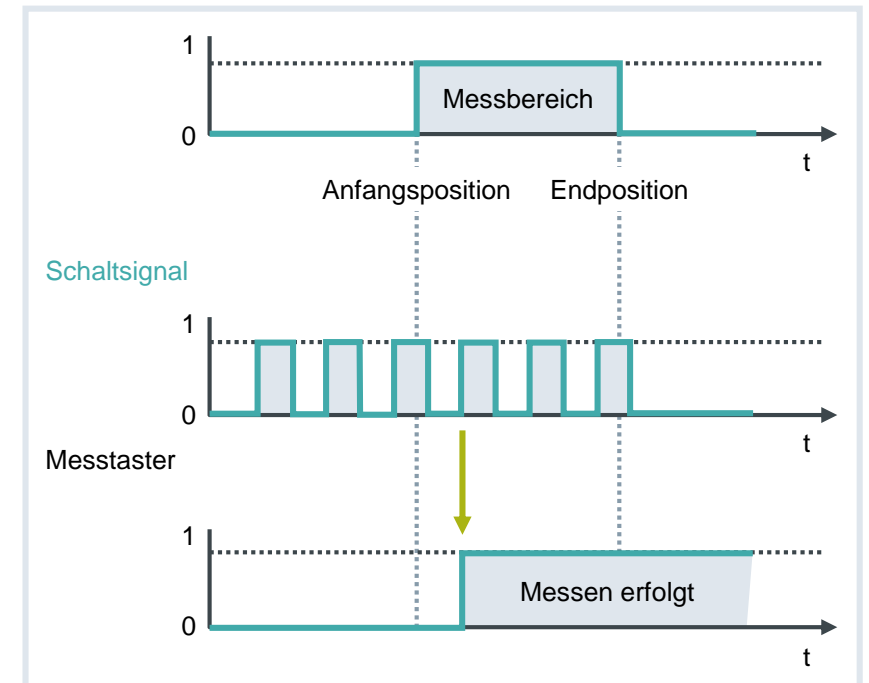 1
Messbereich
0
t
Anfangsposition Endposition
Schaltsignal
1
0
t
Messtaster
1
Messen erfolgt
0
t